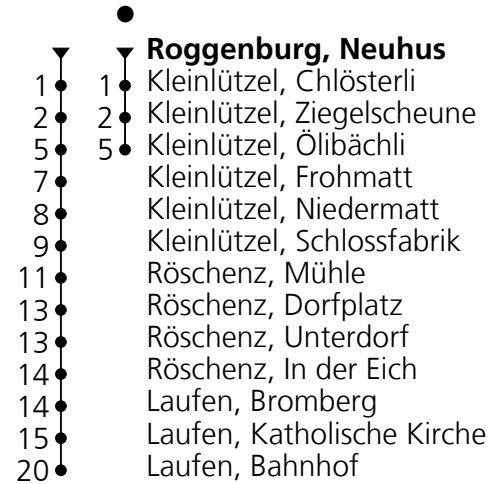 Roggenburg, Neuhus
1 1 Kleinlützel, Chlösterli
2 2 Kleinlützel, Ziegelscheune
5 5 Kleinlützel, Ölibächli
7 Kleinlützel, Frohmatt
8 Kleinlützel, Niedermatt
9 Kleinlützel, Schlossfabrik
11 Röschenz, Mühle
13 Röschenz, Dorfplatz
13 Röschenz, Unterdorf
14 Röschenz, In der Eich
14 Laufen, Bromberg
15 Laufen, Katholische Kirche
20 Laufen, Bahnhof